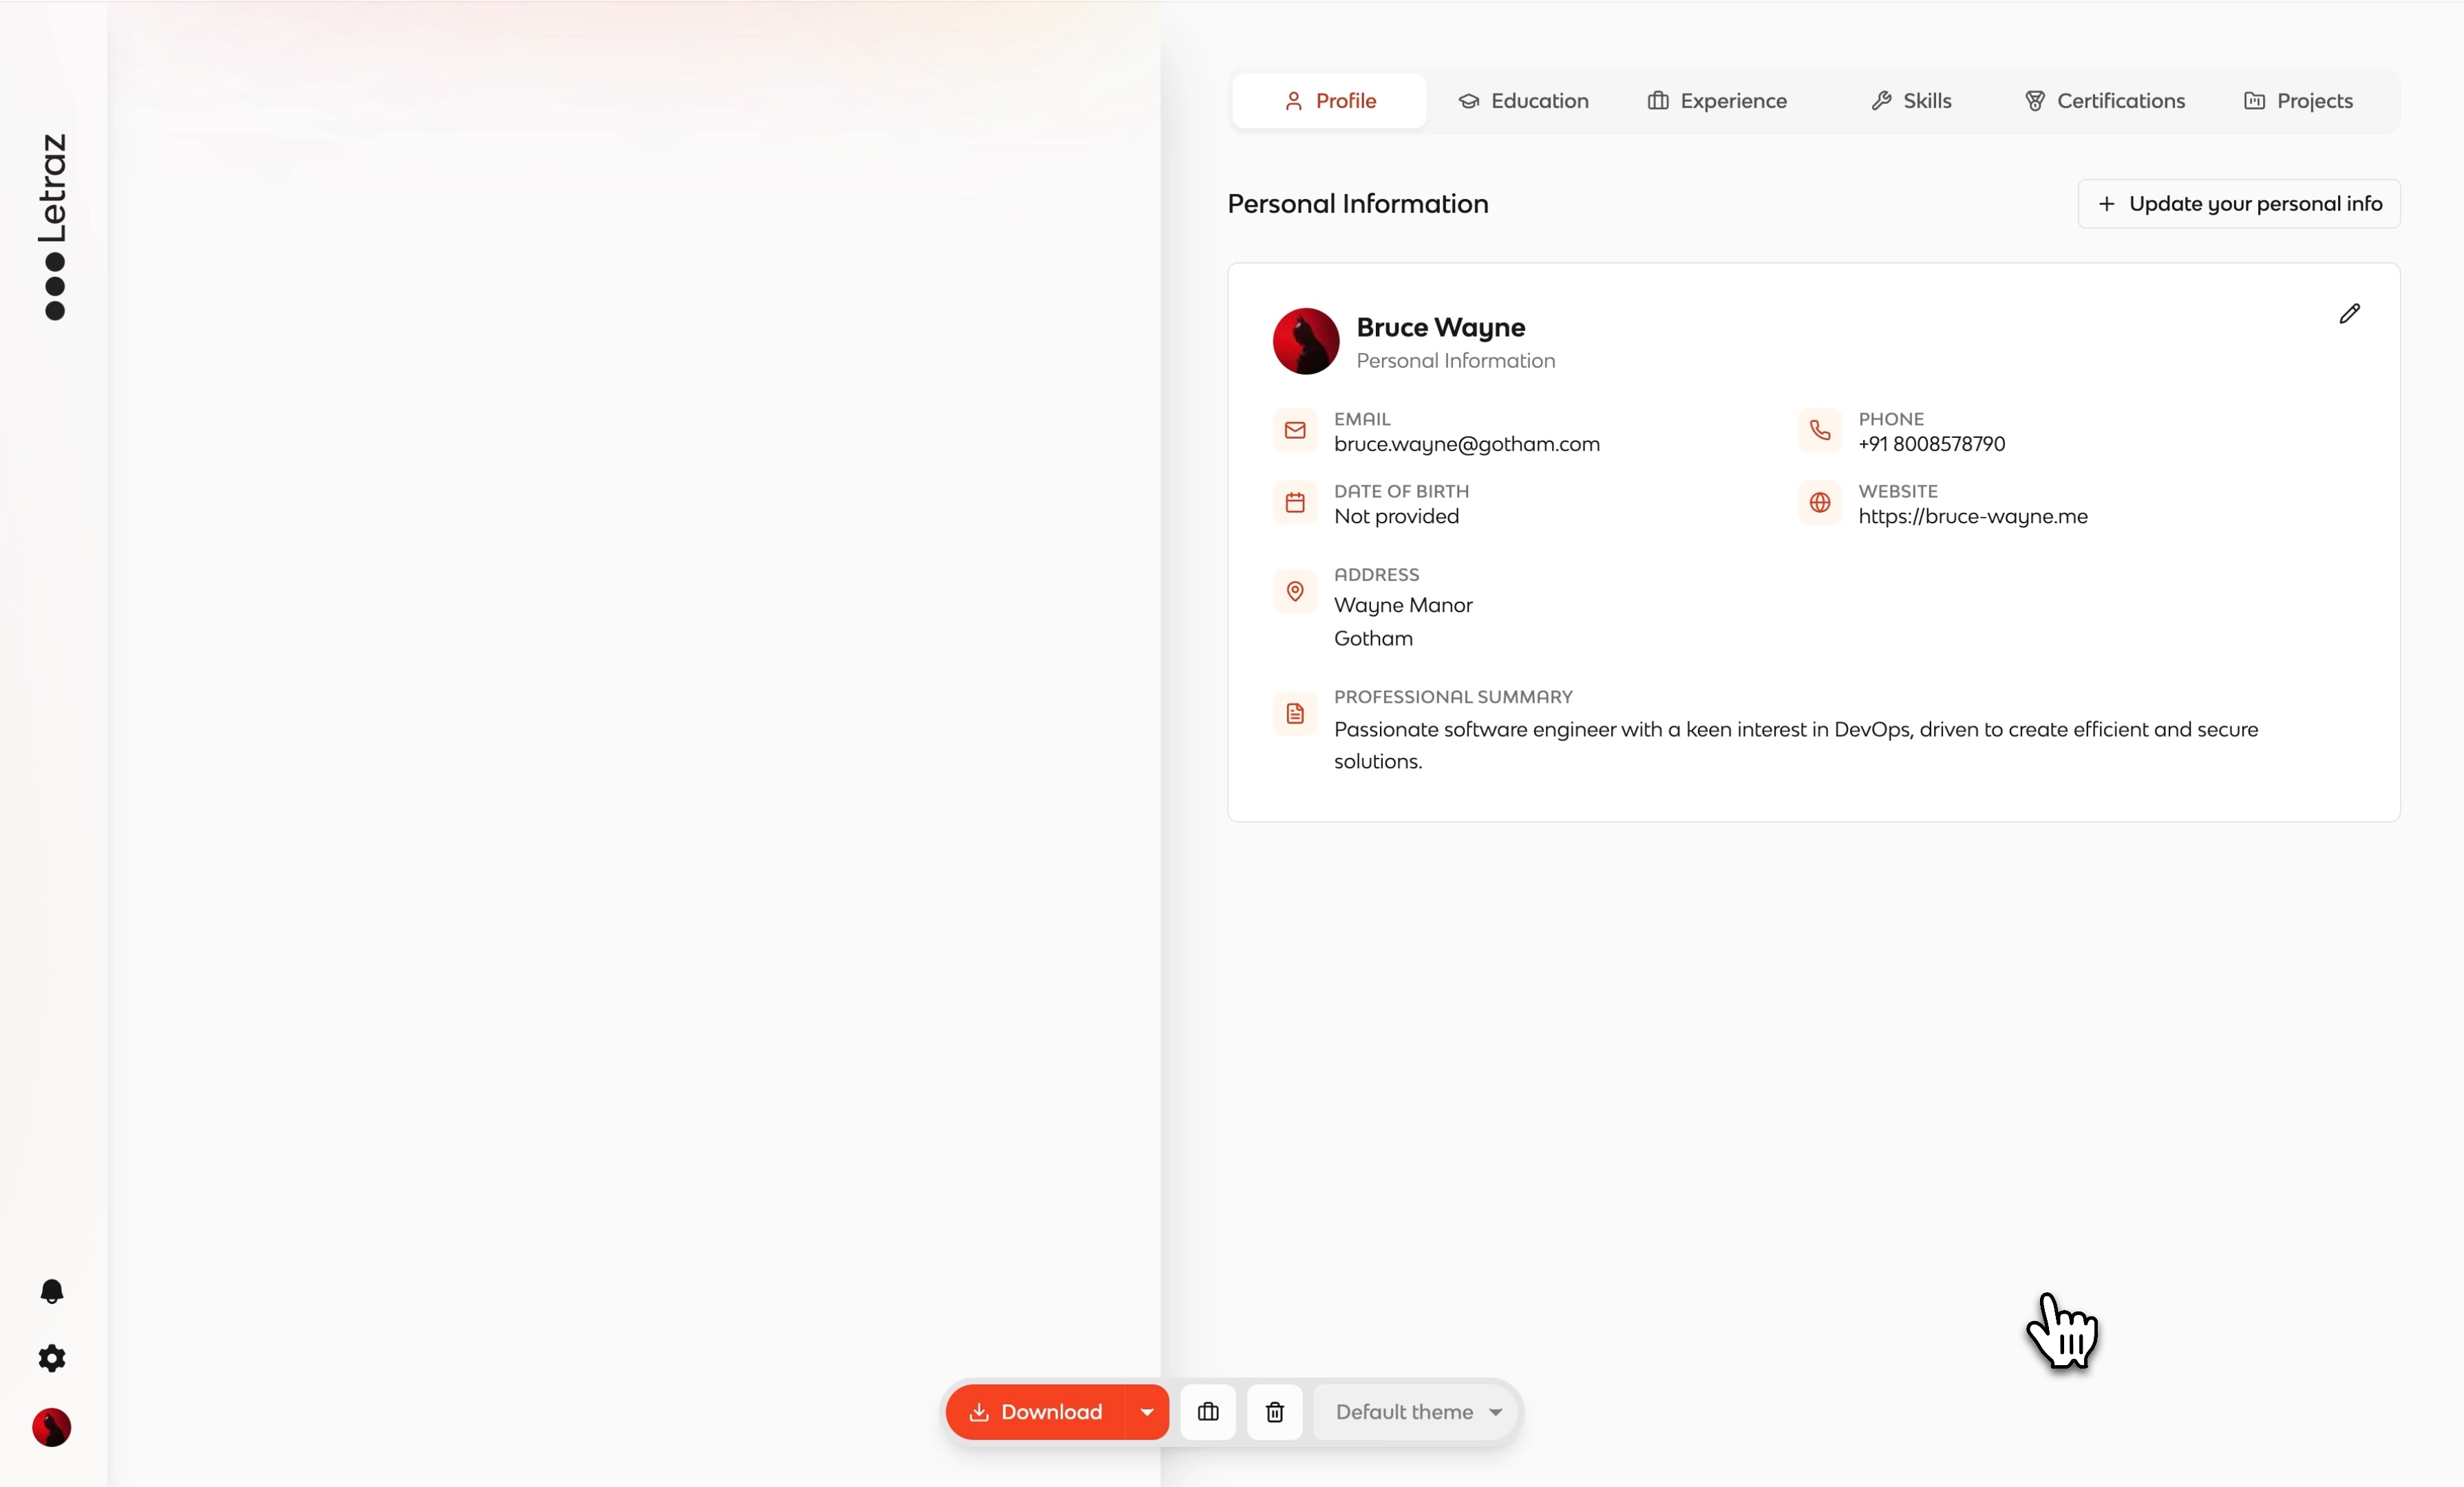 Letraz
Profile
Education
Experience
Skills
Certifications
Projects
Personal Information
Update your personal info
Bruce Wayne
Personal Information
EMAIL
bruce.wayne@gotham.com
PHONE
+91 8008578790
DATE OF BIRTH
Not provided
WEBSITE
https://bruce-wayne.me
ADDRESS
Wayne Manor
Gotham
PROFESSIONAL SUMMARY
Passionate software engineer with a keen interest in DevOps, driven to create efficient and secure
solutions.
Download
Default theme